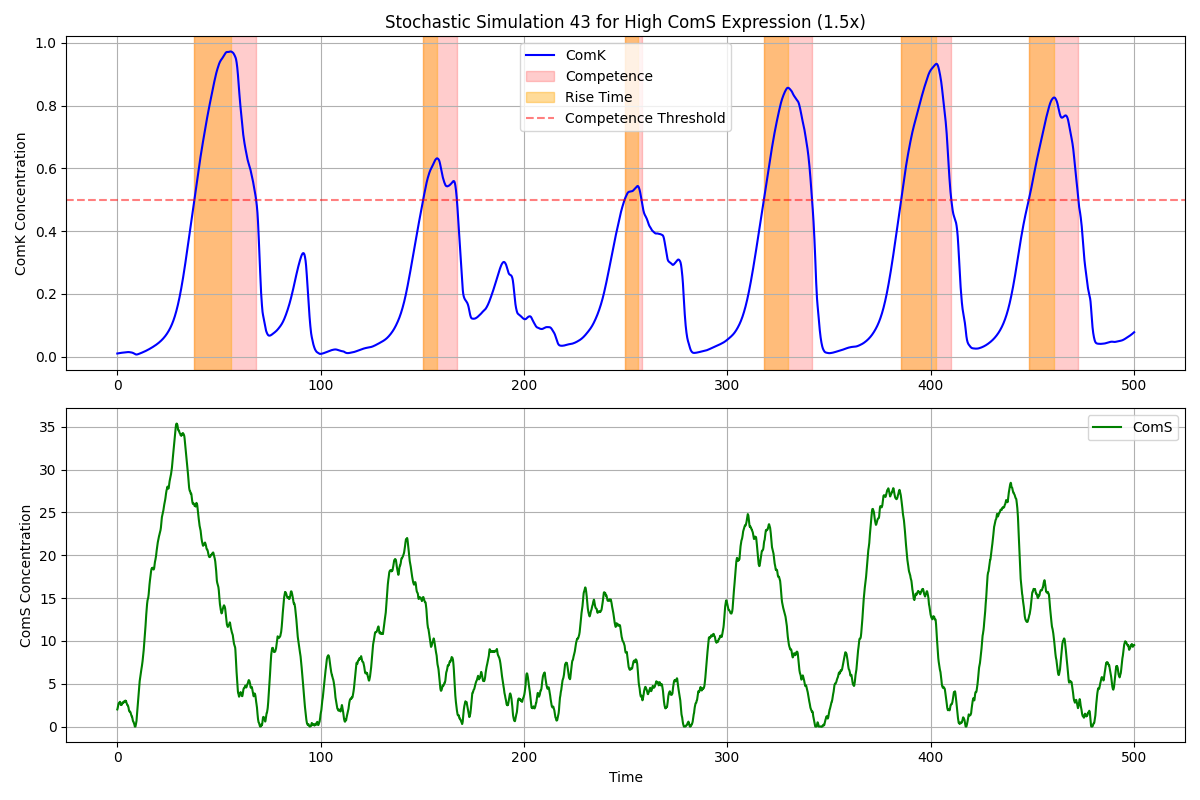 Stochastic Simulation 43 for High ComS Expression (1.5x)
ComK Concentration
1.0
0.8
0.6
0.4
0.2
0.0
ComK
Competence
Rise Time
Competence Threshold
0 100 200 300 400 500
ComS Concentration
35
30
25
20
15
10
5
0
ComS
0 100 200 300 400 500
Time